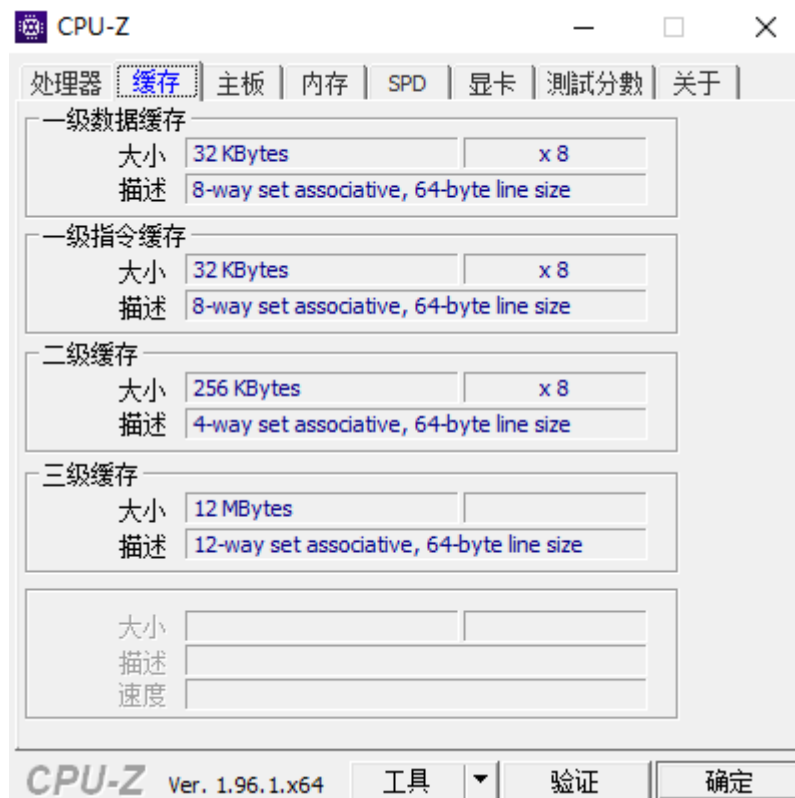 CPU-Z
处理器 缓存 主板 内存 SPD 显卡 測試分數 关于
一级数据缓存
大小 32 KBytes x 8
描述 8-way set associative, 64-byte line size
一级指令缓存
大小 32 KBytes x 8
描述 8-way set associative, 64-byte line size
二级缓存
大小 256 KBytes x 8
描述 4-way set associative, 64-byte line size
三级缓存
大小 12 MBytes
描述 12-way set associative, 64-byte line size
大小
描述
速度
CPU-Z Ver. 1.96.1.x64 工具 验证 确定